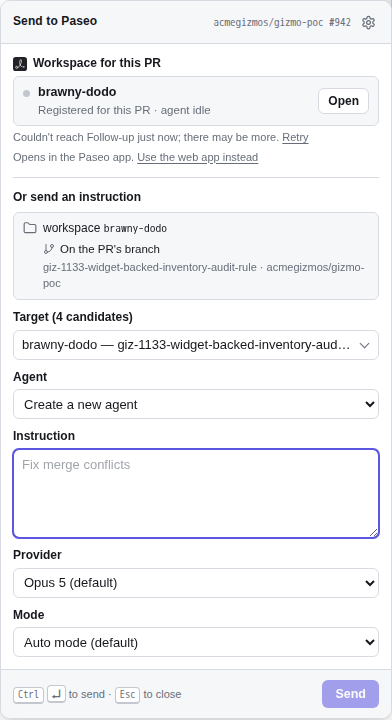 Send to Paseo
acmegizmos/gizmo-poc #942
Workspace for this PR
brawny-dodo
Registered for this PR · agent idle
Open
Couldn't reach Follow-up just now; there may be more. Retry
Opens in the Paseo app. Use the web app instead
Or send an instruction
workspace brawny-dodo
On the PR's branch
giz-1133-widget-backed-inventory-audit-rule · acmegizmos/gizmo-
poc
Target (4 candidates)
brawny-dodo — giz-1133-widget-backed-inventory-aud…
Agent
Create a new agent
Instruction
Fix merge conflicts
Provider
Opus 5 (default)
Mode
Auto mode (default)
Ctrl ↵ to send · Esc to close
Send